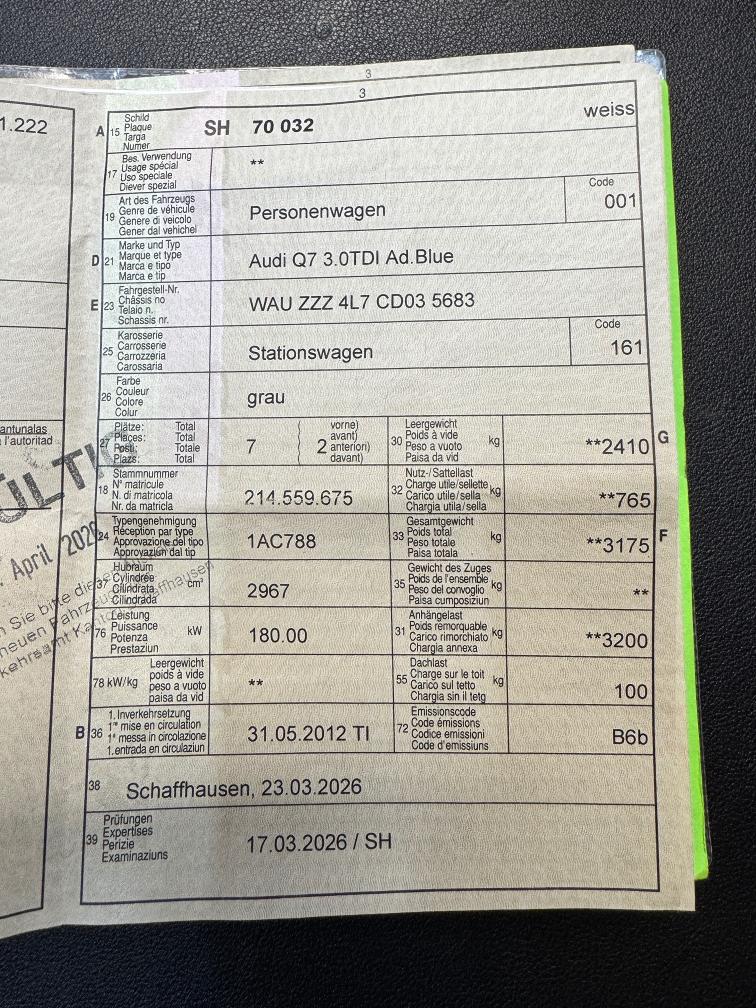 3
3
1.222
A 15 Schild
Plaque
Targa
Numer
SH 70 032
weiss
17 Bes. Verwendung
Usage spécial
Uso speciale
Diever spezial
**
19 Art des Fahrzeugs
Genre de véhicule
Genere di veicolo
Gener dal vehichel
Personenwagen
Code
001
D 21 Marke und Typ
Marque et type
Marca e tipo
Marca e tip
Audi Q7 3.0TDI Ad.Blue
E 23 Fahrgestell-Nr.
Châssis no
Telaio n.
Schassis nr.
WAU ZZZ 4L7 CD03 5683
25 Karosserie
Carrosserie
Carrozzeria
Carossaria
Stationswagen
Code
161
26 Farbe
Couleur
Colore
Colur
grau
27 Plätze: Total
Places: Total
Posti: Totale
Plazs: Total
7
2
vorne)
avant)
anteriori)
davant)
30 Leergewicht
Poids à vide
Peso a vuoto
Paisa da vid
kg
**2410
G
18 Stammnummer
N° matricule
N. di matricola
Nr. da matricla
214.559.675
32 Nutz-/Sattellast
Charge utile/sellette
Carico utile/sella
Chargia utila/sella
kg
**765
24 Typengenehmigung
Réception par type
Approvazione del tipo
Approvaziun dal tip
1AC788
33 Gesamtgewicht
Poids total
Peso totale
Paisa totala
kg
**3175
F
37 Hubraum
Cylindrée
Cilindrata
Cilindrada
cm³
2967
35 Gewicht des Zuges
Poids de l'ensemble
Peso del convoglio
Paisa cumposiziun
kg
**
76 Leistung
Puissance
Potenza
Prestaziun
kW
180.00
31 Anhängelast
Poids remorquable
Carico rimorchiato
Chargia annexa
kg
**3200
78 kW/kg
Leergewicht
poids à vide
peso a vuoto
paisa da vid
**
55 Dachlast
Charge sur le toit
Carico sul tetto
Chargia sin il tetg
kg
100
B 36 1. Inverkehrsetzung
1re mise en circulation
1a messa in circolazione
1. entrada en circulaziun
31.05.2012 TI
72 Emissionscode
Code émissions
Codice emissioni
Code d'emissiuns
B6b
38 Schaffhausen, 23.03.2026
39 Prüfungen
Expertises
Perizie
Examinaziuns
17.03.2026 / SH
antunalas
l'autoritad
ÜLTIG
April 2026
n Sie bitte
neuen Fahrzeug